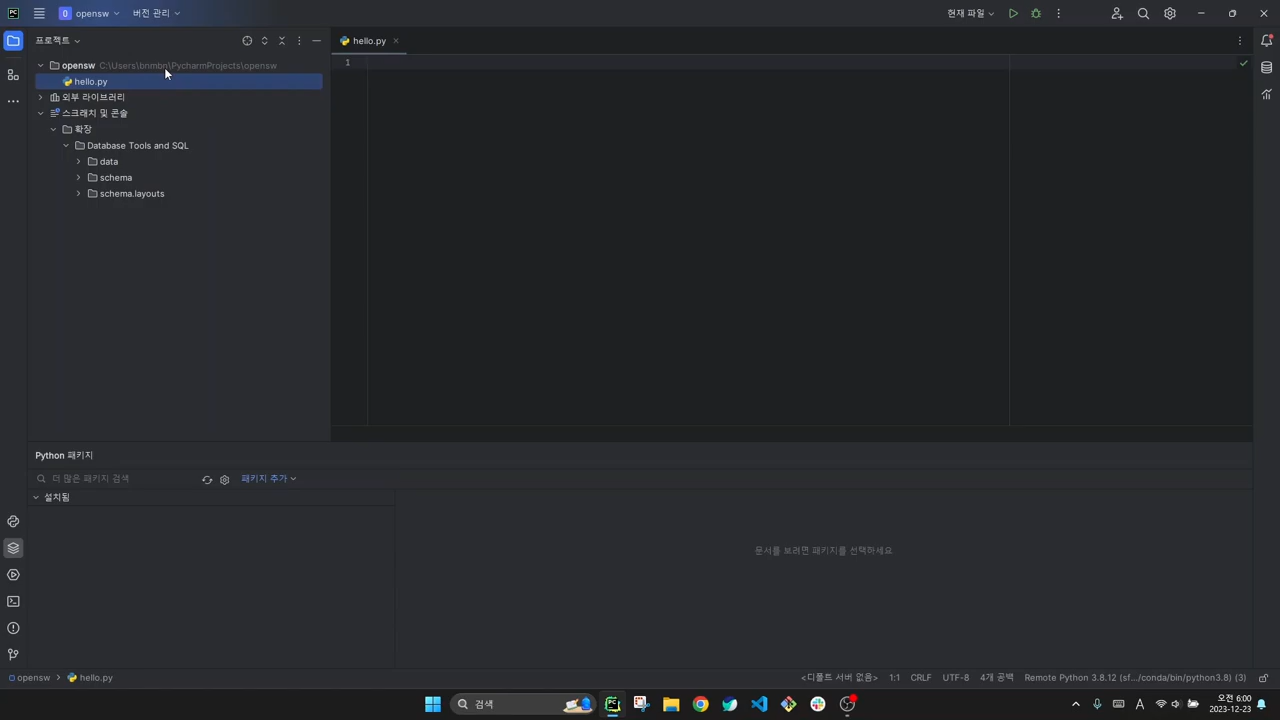 PC
O opensw 버전 관리 현재 파일
프로젝트
hello.py
opensw C:\Users\bnmbn\PycharmProjects\opensw
1
hello.py
외부 라이브러리
스크래치 및 콘솔
확장
Database Tools and SQL
data
schema
schema.layouts
Python 패키지
더 많은 패키지 검색
패키지 추가
설치됨
문서를 보려면 패키지를 선택하세요
opensw > hello.py
<디폴트 서버 없음> 1:1 CRLF UTF-8 4개 공백 Remote Python 3.8.12 (sf.../conda/bin/python3.8) (3)
검색
PC
A
오전 6:00
2023-12-23